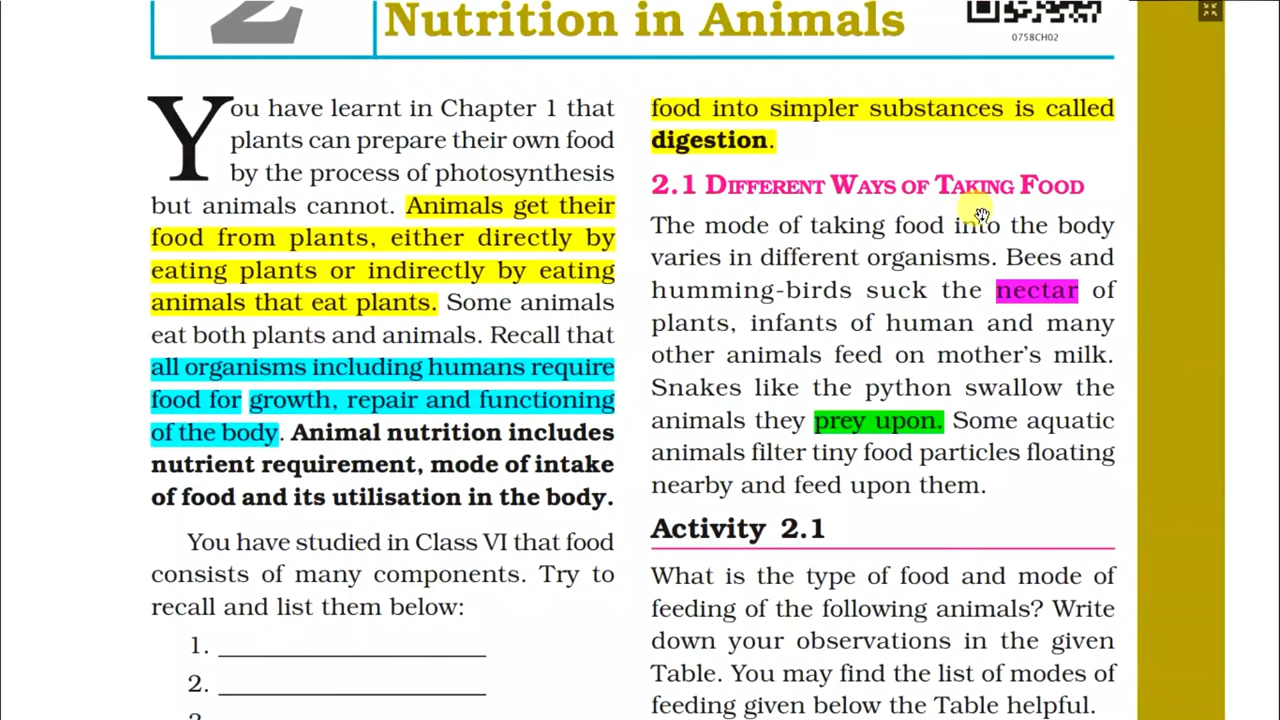 2
Nutrition in Animals
0758CH02
You have learnt in Chapter 1 that
plants can prepare their own food
by the process of photosynthesis
but animals cannot. Animals get their
food from plants, either directly by
eating plants or indirectly by eating
animals that eat plants. Some animals
eat both plants and animals. Recall that
all organisms including humans require
food for growth, repair and functioning
of the body. Animal nutrition includes
nutrient requirement, mode of intake
of food and its utilisation in the body.
You have studied in Class VI that food
consists of many components. Try to
recall and list them below:
1. ____________________
2. ____________________
food into simpler substances is called
digestion.
2.1 DIFFERENT WAYS OF TAKING FOOD
The mode of taking food into the body
varies in different organisms. Bees and
humming-birds suck the nectar of
plants, infants of human and many
other animals feed on mother's milk.
Snakes like the python swallow the
animals they prey upon. Some aquatic
animals filter tiny food particles floating
nearby and feed upon them.
Activity 2.1
What is the type of food and mode of
feeding of the following animals? Write
down your observations in the given
Table. You may find the list of modes of
feeding given below the Table helpful.